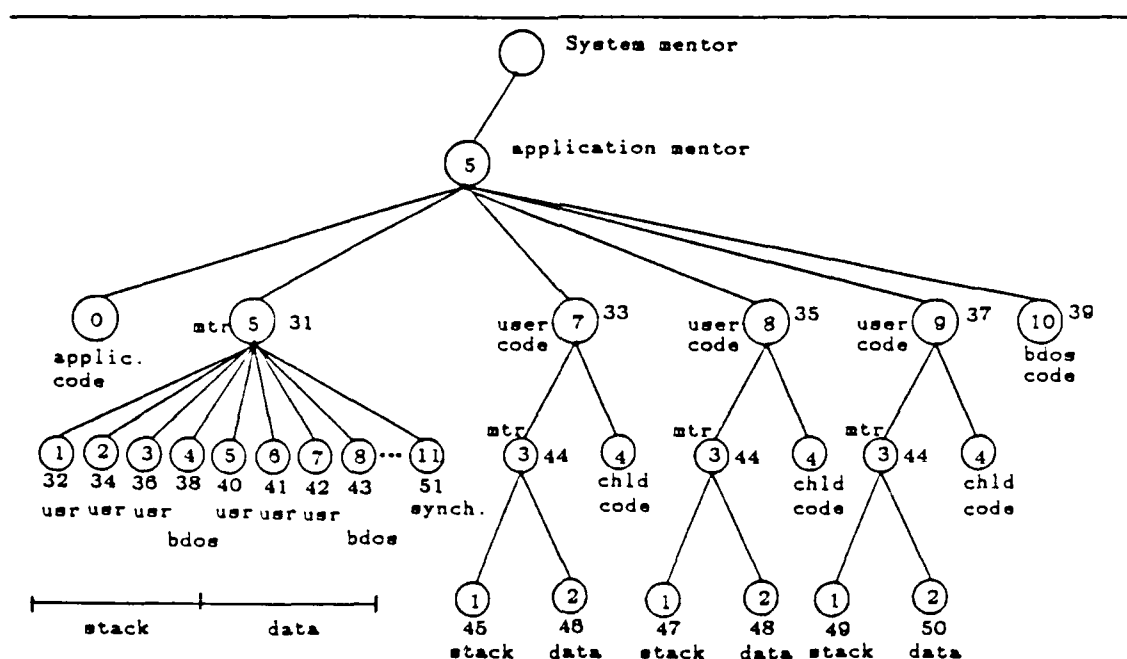 System mentor
5 application mentor
0 mtr 5 31 user 7 33 user 8 35 user 9 37 10 39
applic. code code code bdos
code code
mtr mtr mtr
1 2 3 4 5 6 7 8 ... 11 3 44 4 3 44 4 3 44 4
32 34 36 38 40 41 42 43 51 chld chld chld
usr usr usr usr usr usr synch. code code code
bdos bdos
1 2 1 2 1 2
stack data 45 46 47 48 49 50
stack data stack data stack data